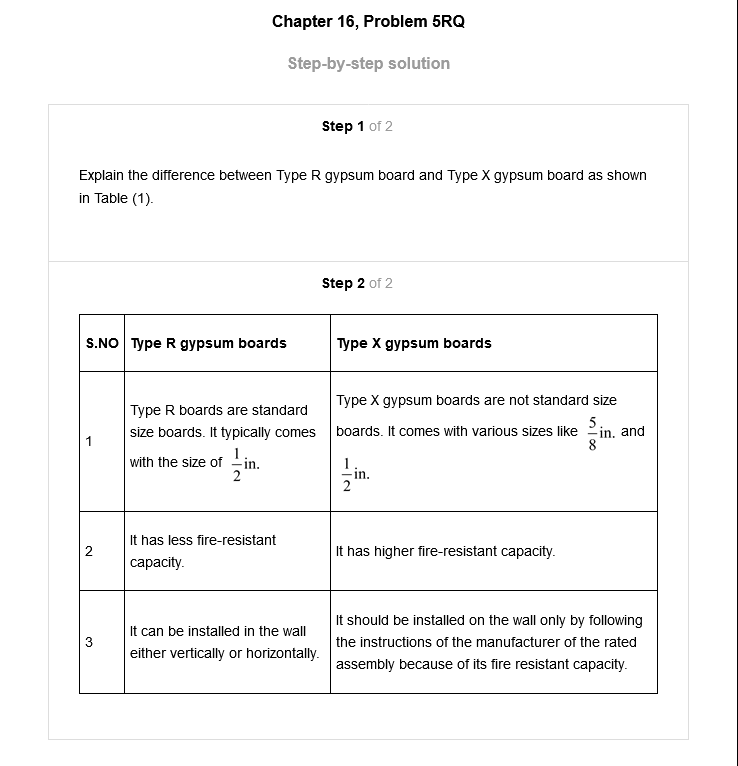 Chapter 16, Problem 5RQ
Step-by-step solution
Step 1 of 2
Explain the difference between Type R gypsum board and Type X gypsum board as shown
in Table (1).
Step 2 of 2
S.NO Type R gypsum boards Type X gypsum boards
1
Type R boards are standard
size boards. It typically comes
with the size of 1/2 in.
Type X gypsum boards are not standard size
boards. It comes with various sizes like 5/8 in. and
1/2 in.
2
It has less fire-resistant
capacity.
It has higher fire-resistant capacity.
3
It can be installed in the wall
either vertically or horizontally.
It should be installed on the wall only by following
the instructions of the manufacturer of the rated
assembly because of its fire resistant capacity.